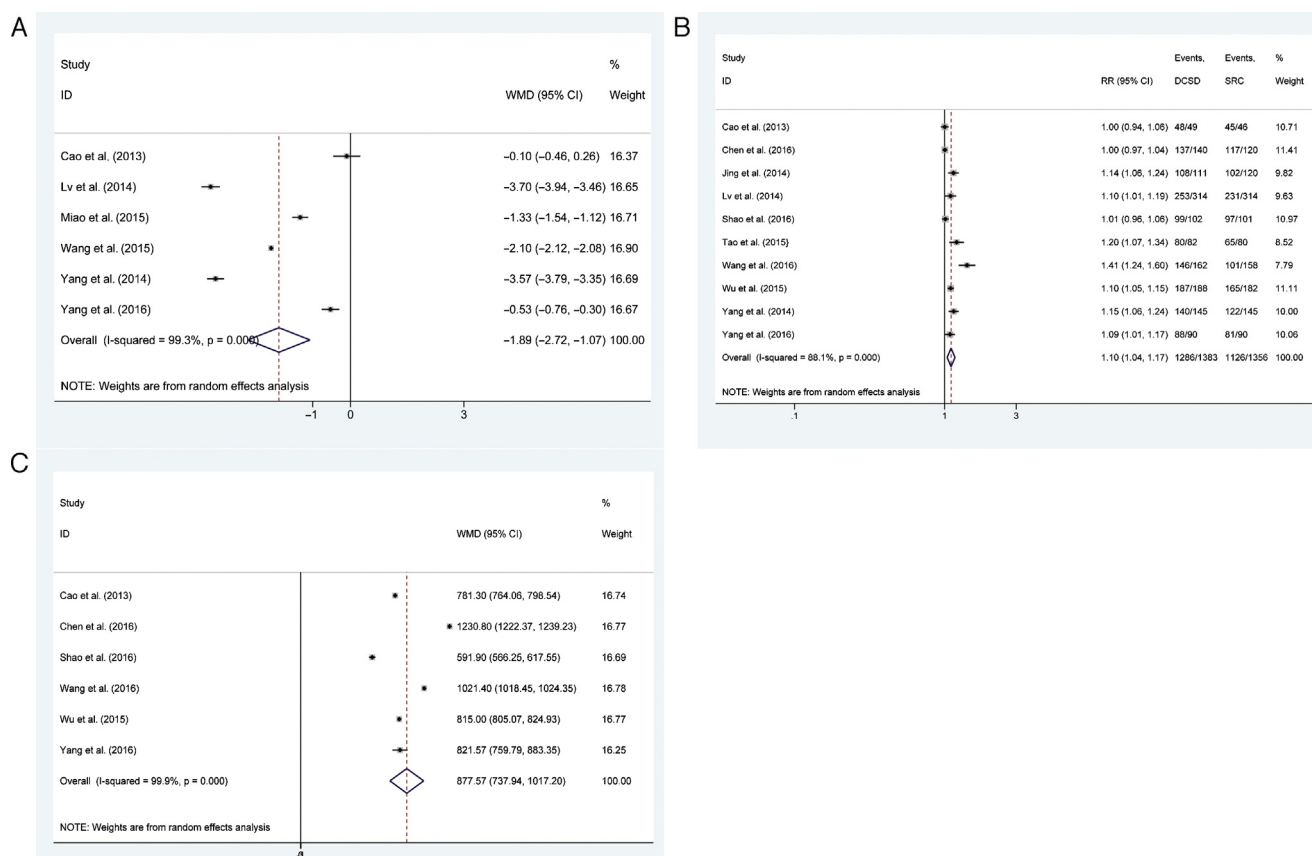 A
Study %
ID WMD (95% CI) Weight
Cao et al. (2013) −0.10 (−0.46, 0.26) 16.37
Lv et al. (2014) −3.70 (−3.94, −3.46) 16.65
Miao et al. (2015) −1.33 (−1.54, −1.12) 16.71
Wang et al. (2015) −2.10 (−2.12, −2.08) 16.90
Yang et al. (2014) −3.57 (−3.79, −3.35) 16.69
Yang et al. (2016) −0.53 (−0.76, −0.30) 16.67
Overall (I-squared = 99.3%, p = 0.000) −1.89 (−2.72, −1.07) 100.00
NOTE: Weights are from random effects analysis
−1 0 3
B
Study Events, Events, %
ID RR (95% CI) DCSD SRC Weight
Cao et al. (2013) 1.00 (0.94, 1.06) 48/49 45/46 10.71
Chen et al. (2016) 1.00 (0.97, 1.04) 137/140 117/120 11.41
Jing et al. (2014) 1.14 (1.06, 1.24) 108/111 102/120 9.82
Lv et al. (2014) 1.10 (1.01, 1.19) 253/314 231/314 9.63
Shao et al. (2016) 1.01 (0.96, 1.06) 99/102 97/101 10.97
Tao et al. (2015} 1.20 (1.07, 1.34) 80/82 65/80 8.52
Wang et al. (2016) 1.41 (1.24, 1.60) 146/162 101/158 7.79
Wu et al. (2015) 1.10 (1.05, 1.15) 187/188 165/182 11.11
Yang et al. (2014) 1.15 (1.06, 1.24) 140/145 122/145 10.00
Yang et al. (2016) 1.09 (1.01, 1.17) 88/90 81/90 10.06
Overall (I-squared = 88.1%, p = 0.000) 1.10 (1.04, 1.17) 1286/1383 1126/1356 100.00
NOTE: Weights are from random effects analysis
.1 1 3
C
Study %
ID WMD (95% CI) Weight
Cao et al. (2013) 781.30 (764.06, 798.54) 16.74
Chen et al. (2016) 1230.80 (1222.37, 1239.23) 16.77
Shao et al. (2016) 591.90 (566.25, 617.55) 16.69
Wang et al. (2016) 1021.40 (1018.45, 1024.35) 16.78
Wu et al. (2015) 815.00 (805.07, 824.93) 16.77
Yang et al. (2016) 821.57 (759.79, 883.35) 16.25
Overall (I-squared = 99.9%, p = 0.000) 877.57 (737.94, 1017.20) 100.00
NOTE: Weights are from random effects analysis